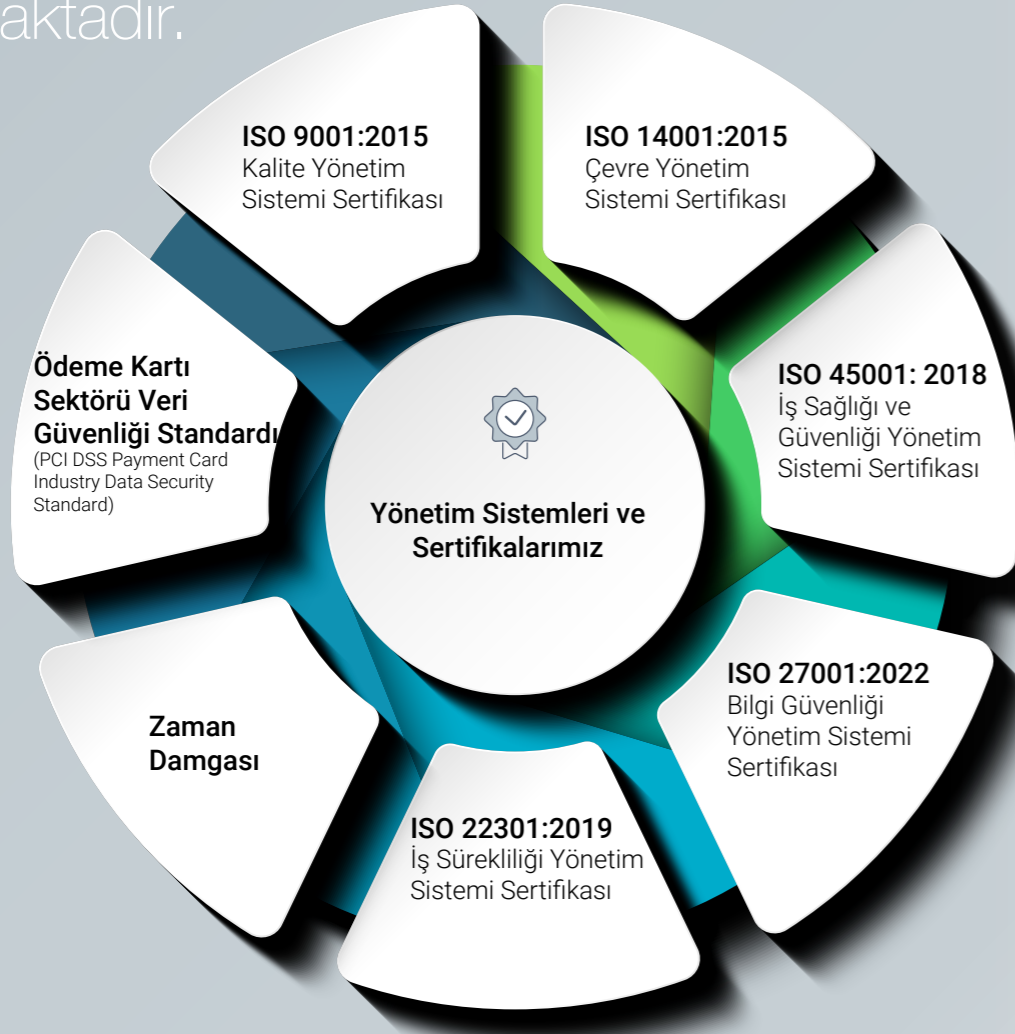 aktadır.
ISO 9001:2015
Kalite Yönetim
Sistemi Sertifikası
ISO 14001:2015
Çevre Yönetim
Sistemi Sertifikası
ISO 45001: 2018
İş Sağlığı ve
Güvenliği Yönetim
Sistemi Sertifikası
ISO 27001:2022
Bilgi Güvenliği
Yönetim Sistemi
Sertifikası
ISO 22301:2019
İş Sürekliliği Yönetim
Sistemi Sertifikası
Zaman
Damgası
Ödeme Kartı
Sektörü Veri
Güvenliği Standardı
(PCI DSS Payment Card
Industry Data Security
Standard)
Yönetim Sistemleri ve
Sertifikalarımız